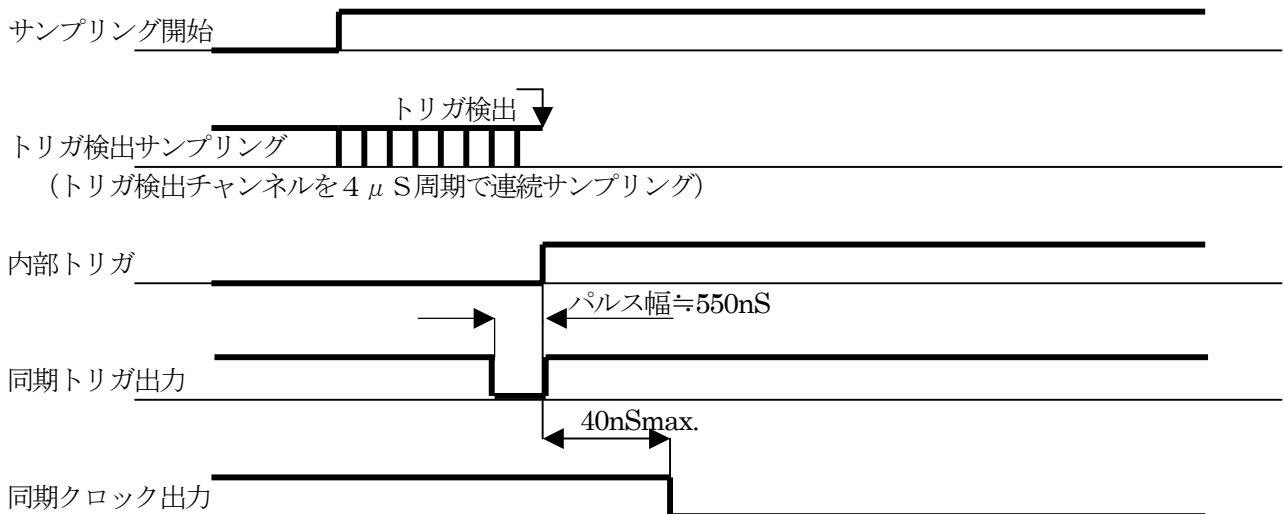 サンプリング開始
トリガ検出
トリガ検出サンプリング
（トリガ検出チャンネルを４μＳ周期で連続サンプリング）
内部トリガ
パルス幅≒550nS
同期トリガ出力
40nSmax.
同期クロック出力